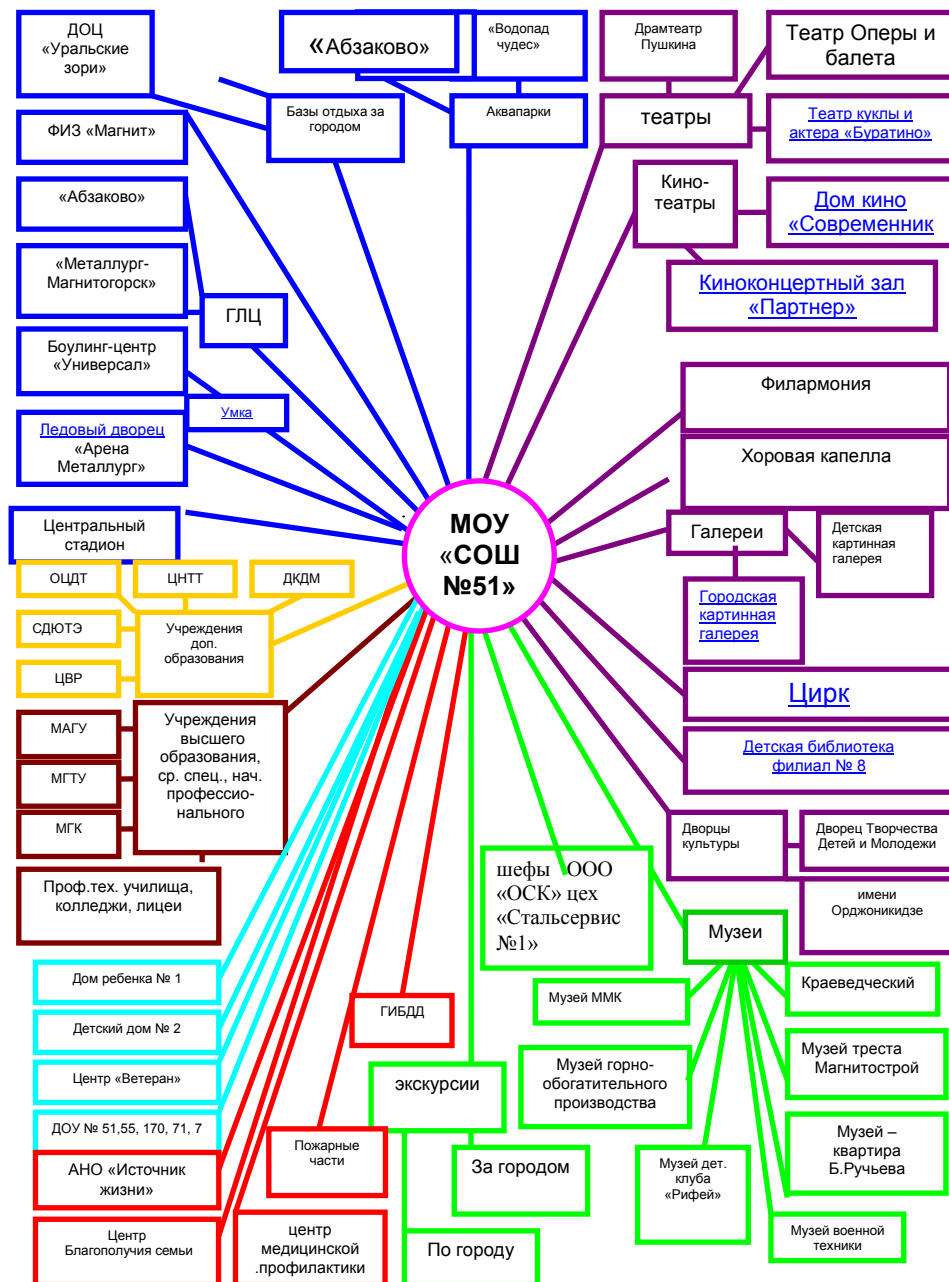 ДОЦ
«Уральские
зори»
«Абзаково»
«Водопад
чудес»
Драмтеатр
Пушкина
Театр Оперы и
балета
Базы отдыха за
городом
Аквапарки
театры
Театр куклы и
актера «Буратино»
ФИЗ «Магнит»
Кино-
театры
«Абзаково»
Дом кино
«Современник
«Металлург-
Магнитогорск»
ГЛЦ
Киноконцертный зал
«Партнер»
Боулинг-центр
«Универсал»
Умка
Филармония
Ледовый дворец
«Арена
Металлург»
Хоровая капелла
Центральный
стадион
МОУ
«СОШ
№51»
Галереи
Детская
картинная
галерея
ОЦДТ
ЦНТТ
ДКДМ
Городская
картинная
галерея
СДЮТЭ
Учреждения
доп.
образования
ЦВР
Цирк
МАГУ
МГТУ
МГК
Учреждения
высшего
образования,
ср. спец., нач.
профессио-
нального
Детская библиотека
филиал № 8
Дворцы
культуры
Дворец Творчества
Детей и Молодежи
Проф.тех. училища,
колледжи, лицеи
шефы ООО
«ОСК» цех
«Стальсервис
№1»
имени
Орджоникидзе
Музеи
Дом ребенка № 1
Детский дом № 2
Центр «Ветеран»
ДОУ № 51,55, 170, 71, 7
ГИБДД
Музей ММК
Краеведческий
экскурсии
Музей горно-
обогатительного
производства
Музей треста
Магнитострой
АНО «Источник
жизни»
Пожарные
части
За городом
Музей дет.
клуба
«Рифей»
Музей –
квартира
Б.Ручьева
Центр
Благополучия семьи
центр
медицинской
.профилактики
По городу
Музей военной
техники